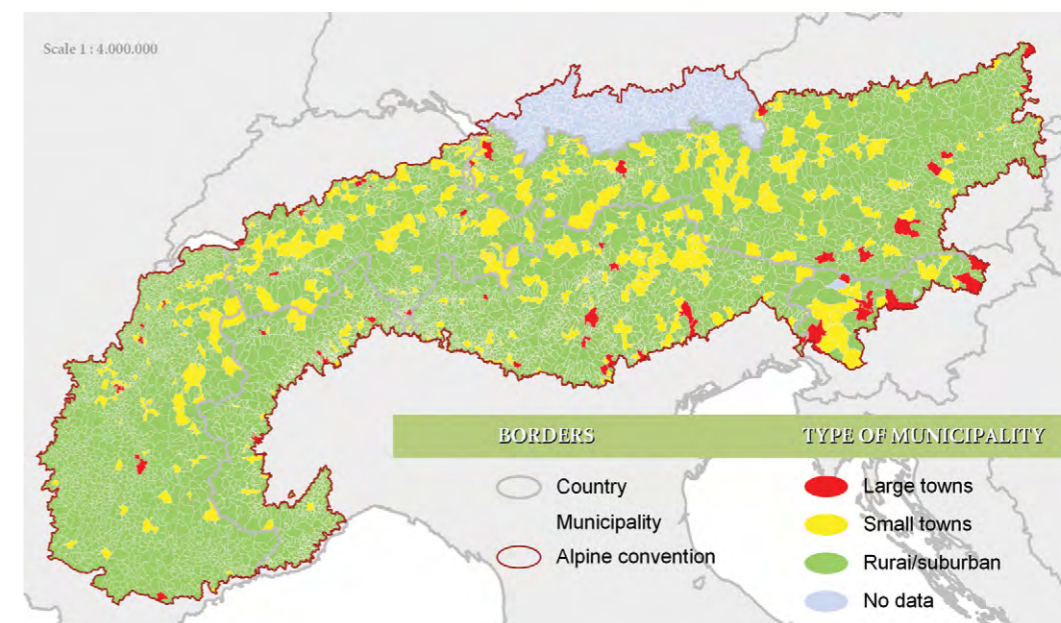 Scale 1 : 4.000.000
BORDERS
Country
Municipality
Alpine convention
TYPE OF MUNICIPALITY
Large towns
Small towns
Rurai/suburban
No data